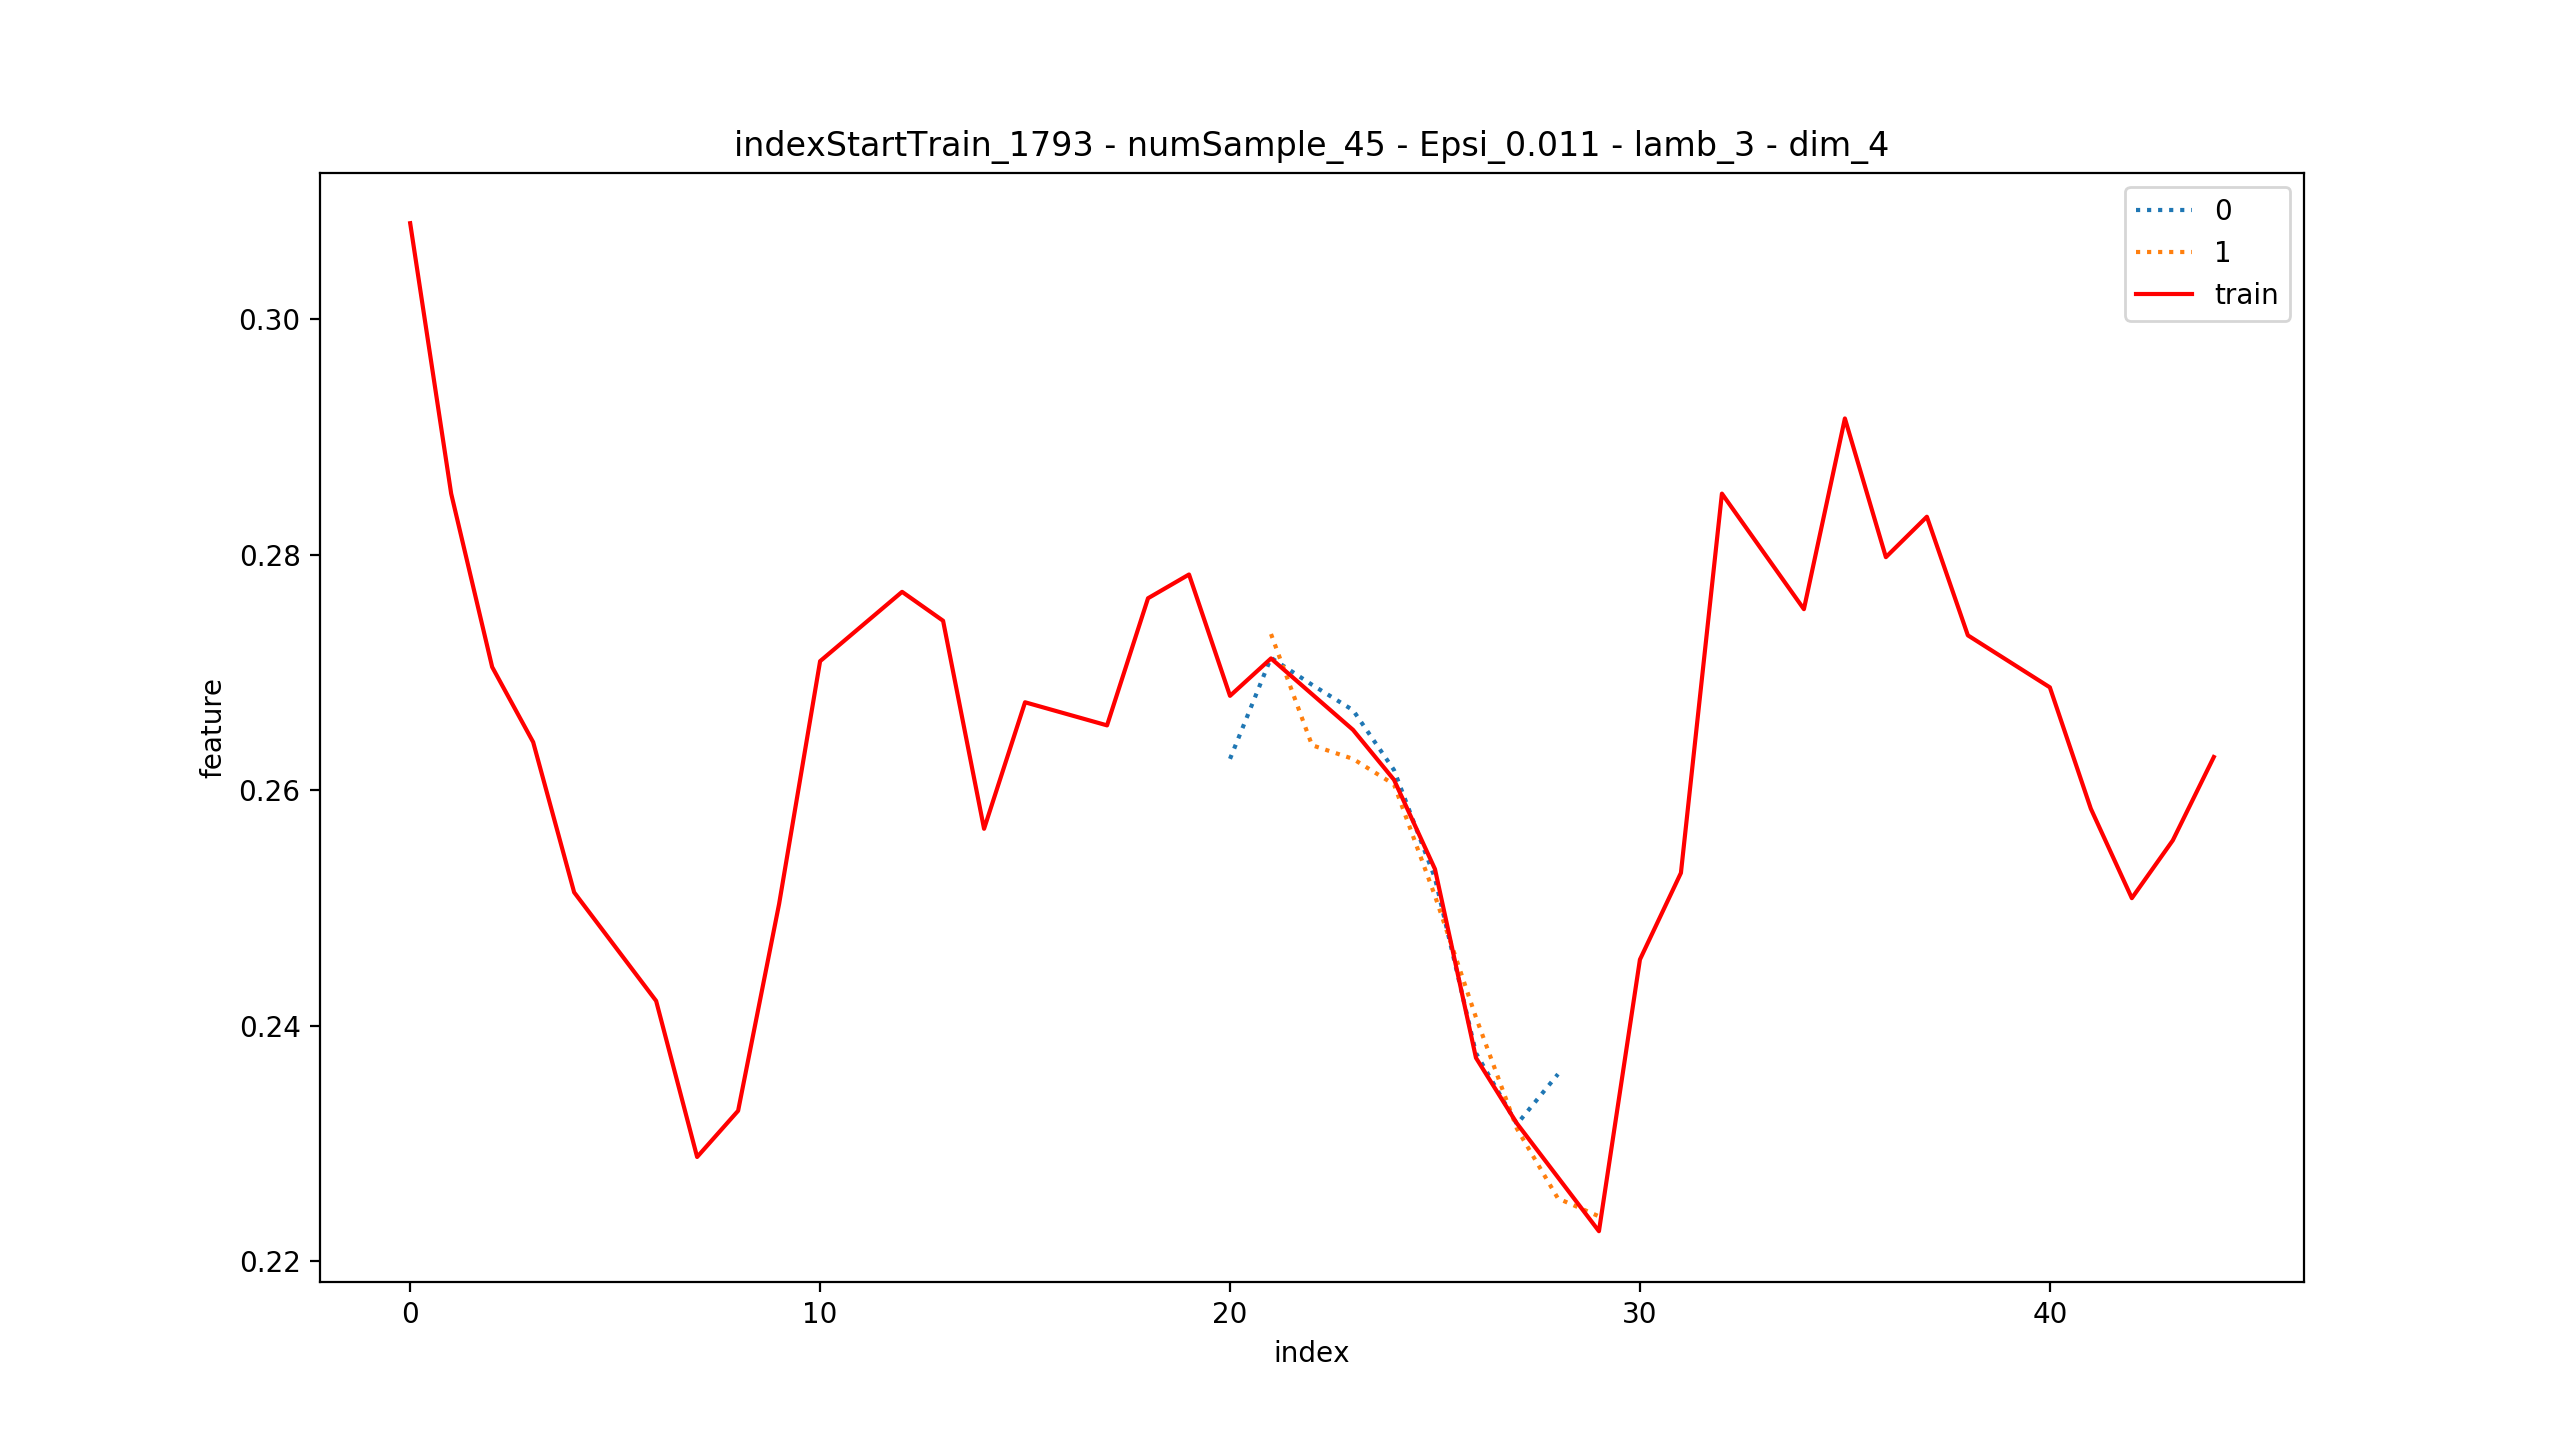 indexStartTrain_1793 - numSample_45 - Epsi_0.011 - lamb_3 - dim_4
0
1
train
0.30
0.28
0.26
0.24
0.22
feature
0 10 20 30 40
index